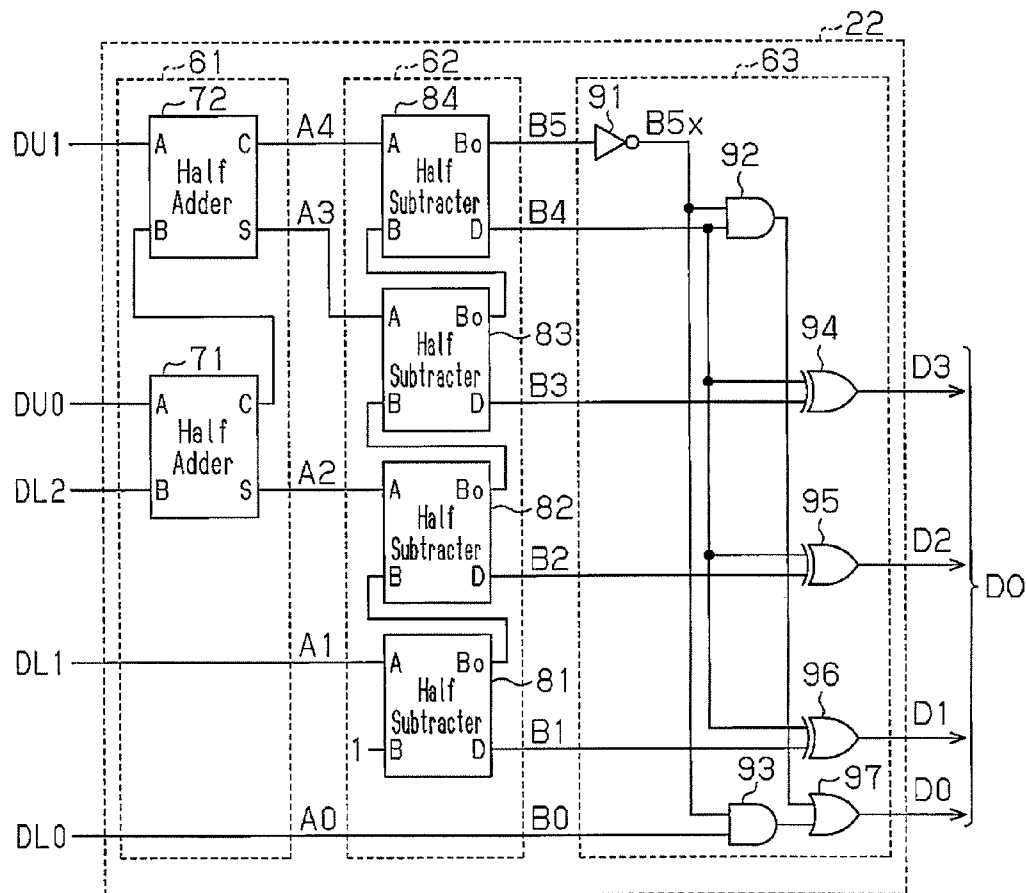 22
61
62
63
72
84
91
DU1
A
C
Half
Adder
B
S
A4
A3
A
Bo
Half
Subtracter
B
D
B5
B4
B5x
92
71
DU0
DL2
A
C
Half
Adder
B
S
A2
A
Bo
Half
Subtracter
B
D
83
B3
94
D3
A
Bo
Half
Subtracter
B
D
82
B2
95
D2
DO
DL1
A1
A
Bo
Half
Subtracter
1
B
D
81
B1
96
D1
93
97
D0
DL0
A0
B0